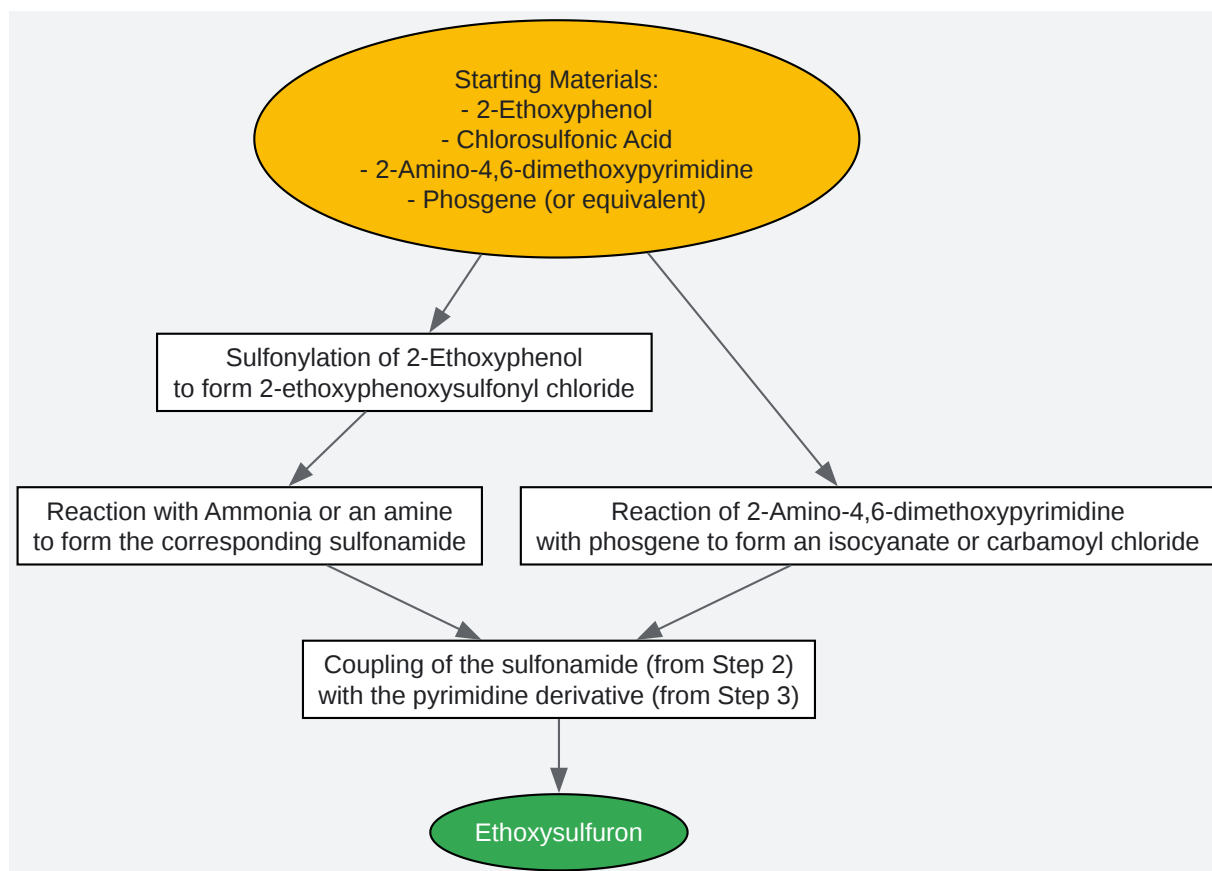 Starting Materials:
- 2-Ethoxyphenol
- Chlorosulfonic Acid
- 2-Amino-4,6-dimethoxypyrimidine
- Phosgene (or equivalent)
Sulfonylation of 2-Ethoxyphenol
to form 2-ethoxyphenoxysulfonyl chloride
Reaction with Ammonia or an amine
to form the corresponding sulfonamide
Reaction of 2-Amino-4,6-dimethoxypyrimidine
with phosgene to form an isocyanate or carbamoyl chloride
Coupling of the sulfonamide (from Step 2)
with the pyrimidine derivative (from Step 3)
Ethoxysulfuron